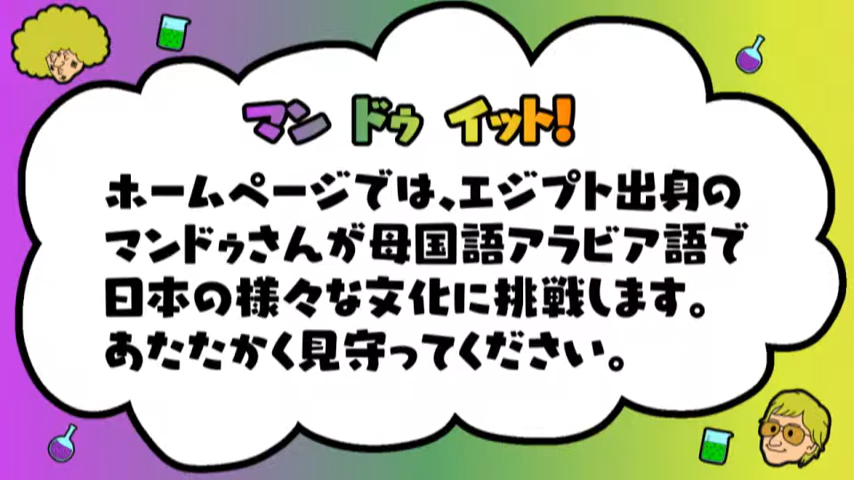 マン ドゥ イット!
ホームページでは、エジプト出身の
マンドゥさんが母国語アラビア語で
日本の様々な文化に挑戦します。
あたたかく見守ってください。